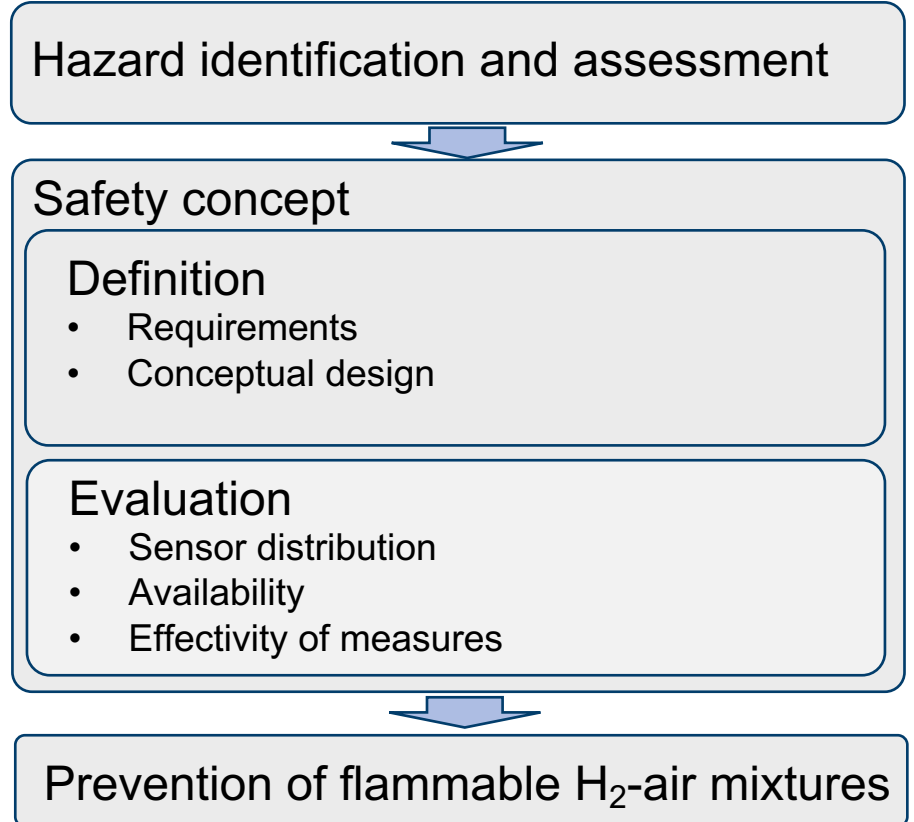 Hazard identification and assessment
Safety concept
Definition
• Requirements
• Conceptual design
Evaluation
• Sensor distribution
• Availability
• Effectivity of measures
Prevention of flammable H₂-air mixtures